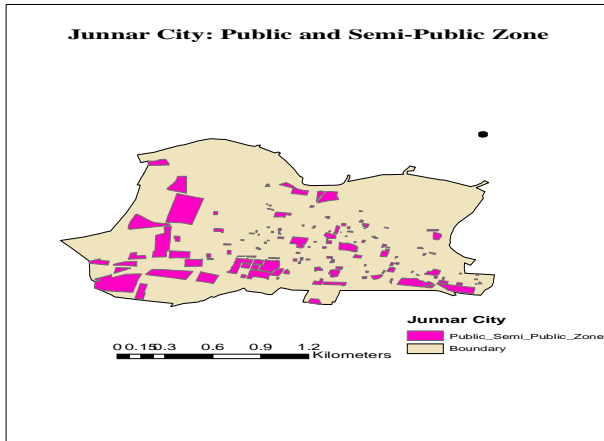 Junnar City: Public and Semi-Public Zone
Junnar City
Public_Semi_Public_Zone
Boundary
0 0.15 0.3 0.6 0.9 1.2
Kilometers